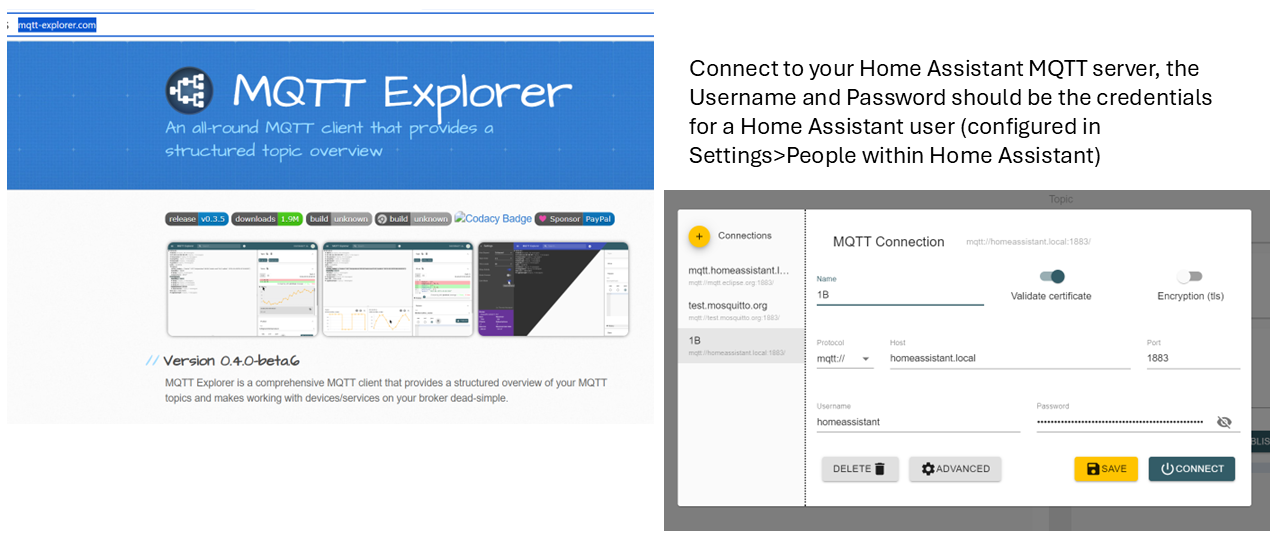 mqtt-explorer.com
MQTT Explorer
An all-round MQTT client that provides a
structured topic overview
release v0.3.5 downloads 1.9M build unknown build unknown Codacy Badge Sponsor PayPal
// Version 0.4.0-beta6
MQTT Explorer is a comprehensive MQTT client that provides a structured overview of your MQTT
topics and makes working with devices/services on your broker dead-simple.
Connect to your Home Assistant MQTT server, the
Username and Password should be the credentials
for a Home Assistant user (configured in
Settings>People within Home Assistant)
Topic
+ Connections
mqtt.homeassistant.l...
mqtt://mqtt.eclipse.org:1883/
test.mosquitto.org
mqtt://test.mosquitto.org:1883/
1B
mqtt://homeassistant.local:1883/
MQTT Connection mqtt://homeassistant.local:1883/
Name
1B
Validate certificate
Encryption (tls)
Protocol Host Port
mqtt:// homeassistant.local 1883
Username Password
homeassistant
DELETE ADVANCED SAVE CONNECT
BLIS